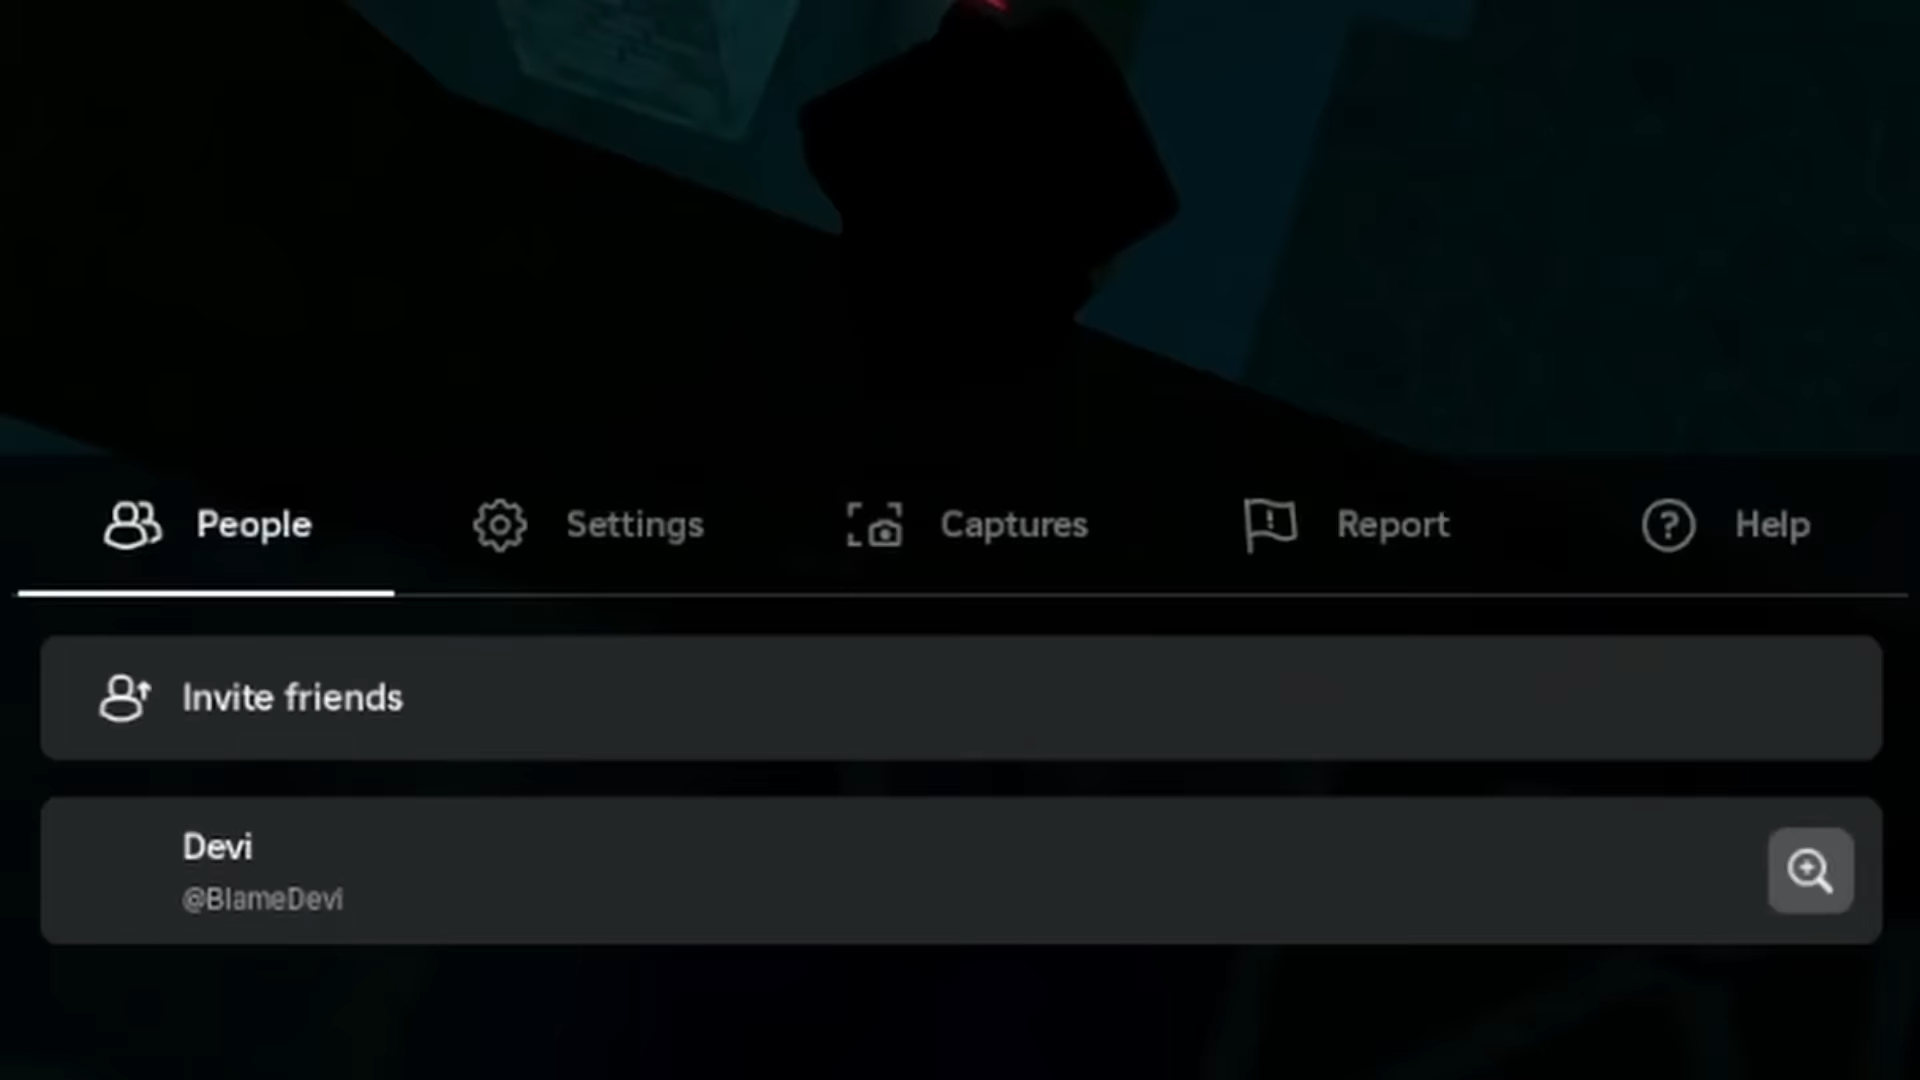 People
Settings
Captures
Report
Help
Invite friends
Devi
@BlameDevi